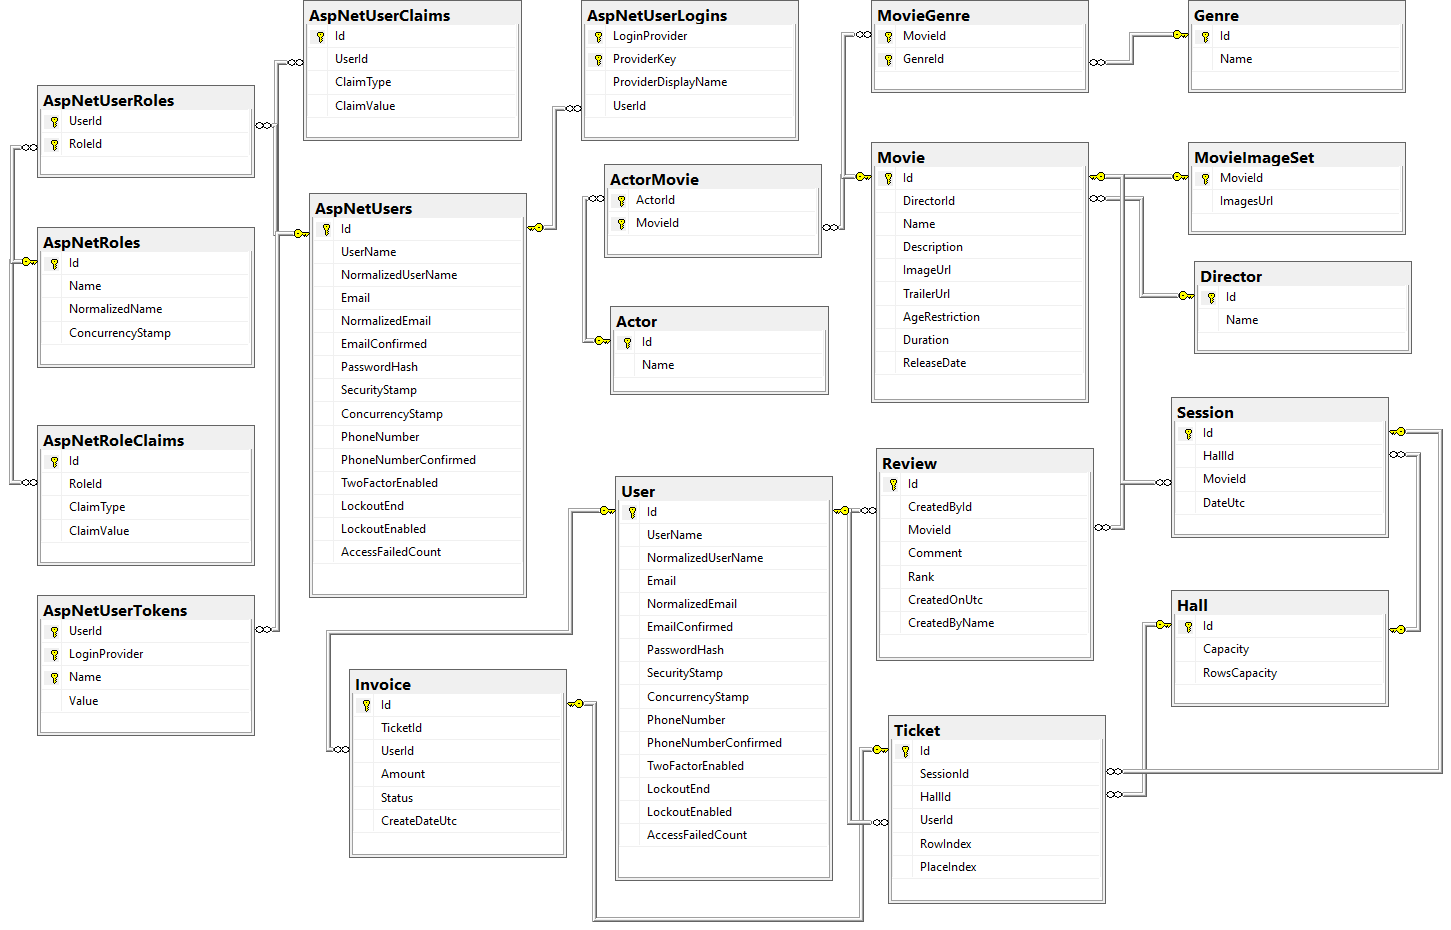 AspNetUserClaims
Id
UserId
ClaimType
ClaimValue
AspNetUserLogins
LoginProvider
ProviderKey
ProviderDisplayName
UserId
MovieGenre
MovieId
GenreId
Genre
Id
Name
AspNetUserRoles
UserId
RoleId
Movie
Id
DirectorId
Name
Description
ImageUrl
TrailerUrl
AgeRestriction
Duration
ReleaseDate
MovieImageSet
MovieId
ImagesUrl
ActorMovie
ActorId
MovieId
AspNetUsers
Id
UserName
NormalizedUserName
Email
NormalizedEmail
EmailConfirmed
PasswordHash
SecurityStamp
ConcurrencyStamp
PhoneNumber
PhoneNumberConfirmed
TwoFactorEnabled
LockoutEnd
LockoutEnabled
AccessFailedCount
AspNetRoles
Id
Name
NormalizedName
ConcurrencyStamp
Director
Id
Name
Actor
Id
Name
Session
Id
HallId
MovieId
DateUtc
AspNetRoleClaims
Id
RoleId
ClaimType
ClaimValue
Review
Id
CreatedById
MovieId
Comment
Rank
CreatedOnUtc
CreatedByName
User
Id
UserName
NormalizedUserName
Email
NormalizedEmail
EmailConfirmed
PasswordHash
SecurityStamp
ConcurrencyStamp
PhoneNumber
PhoneNumberConfirmed
TwoFactorEnabled
LockoutEnd
LockoutEnabled
AccessFailedCount
Hall
Id
Capacity
RowsCapacity
AspNetUserTokens
UserId
LoginProvider
Name
Value
Invoice
Id
TicketId
UserId
Amount
Status
CreateDateUtc
Ticket
Id
SessionId
HallId
UserId
RowIndex
PlaceIndex